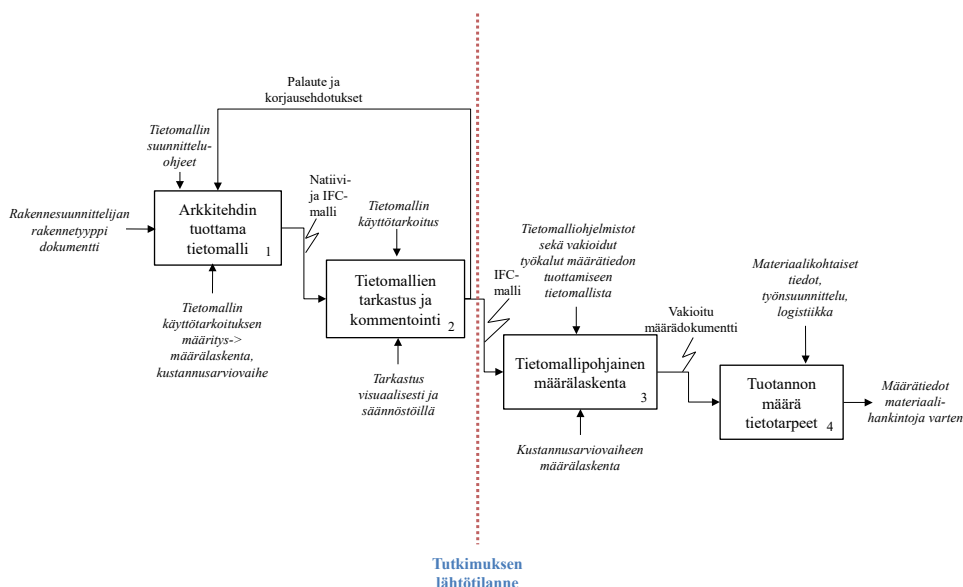 Palaute ja
korjausehdotukset
Tietomallin
suunnittelu-
ohjeet
Natiivi-
ja IFC-
malli
Rakennesuunnittelijan
rakennetyyppi
dokumentti
Arkkitehdin
tuottama
tietomalli
1
Tietomallin
käyttötarkoitus
Tietomallin
käyttötarkoituksen
määritys->
määrälaskenta,
kustannusarviovaihe
Tietomallien
tarkastus ja
kommentointi
2
Tarkastus
visuaalisesti ja
säännöstöillä
IFC-
malli
Tietomalliohjelmistot
sekä vakioidut
työkalut määrätiedon
tuottamiseen
tietomallista
Tietomallipohjainen
määrälaskenta
3
Kustannusarviovaiheen
määrälaskenta
Vakioitu
määrädokumentti
Materiaalikohtaiset
tiedot,
työnsuunnittelu,
logistiikka
Tuotannon
määrä
tietotarpeet
4
Määrätiedot
materiaali-
hankintoja varten
Tutkimuksen
lähtötilanne